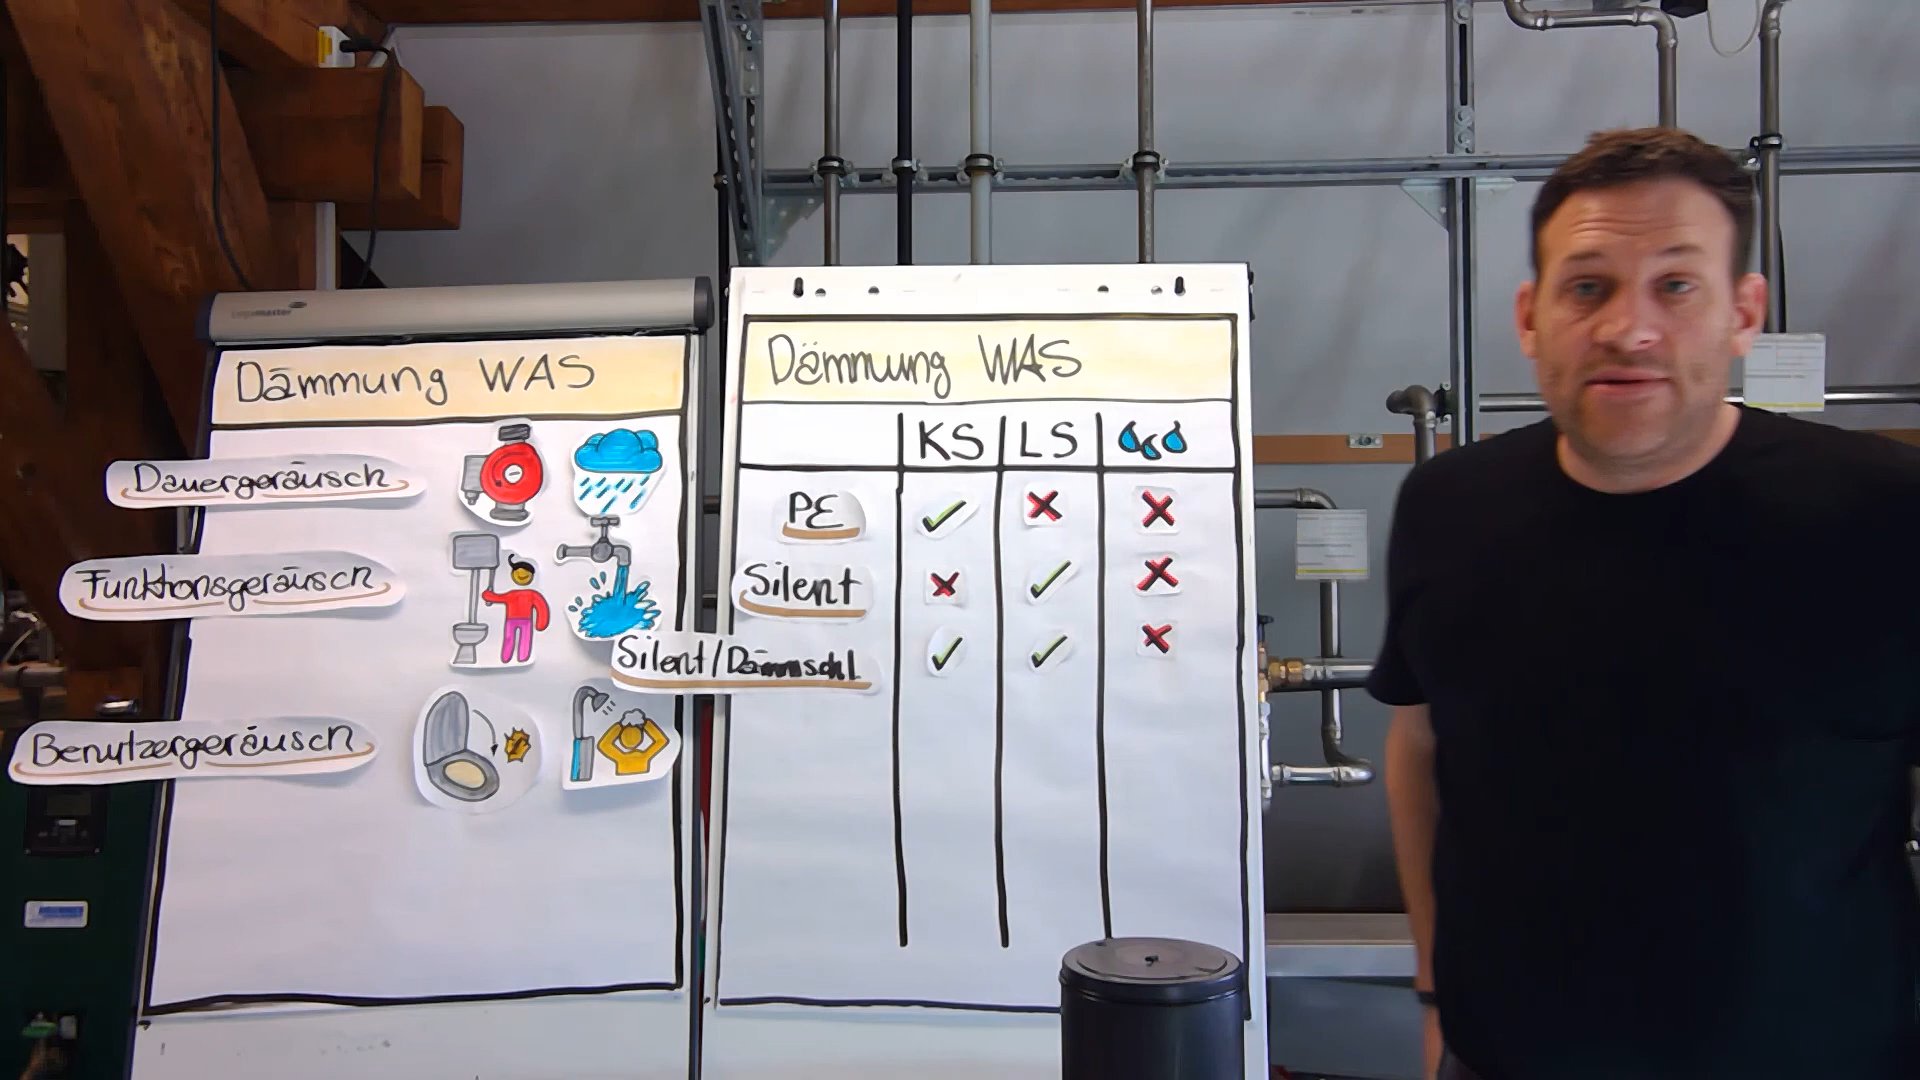 Dämmung WAS
Dauergeräusch
Funktionsgeräusch
Benutzergeräusch
Dämmung WAS
KS LS
PE
Silent
Silent/Dämmschl